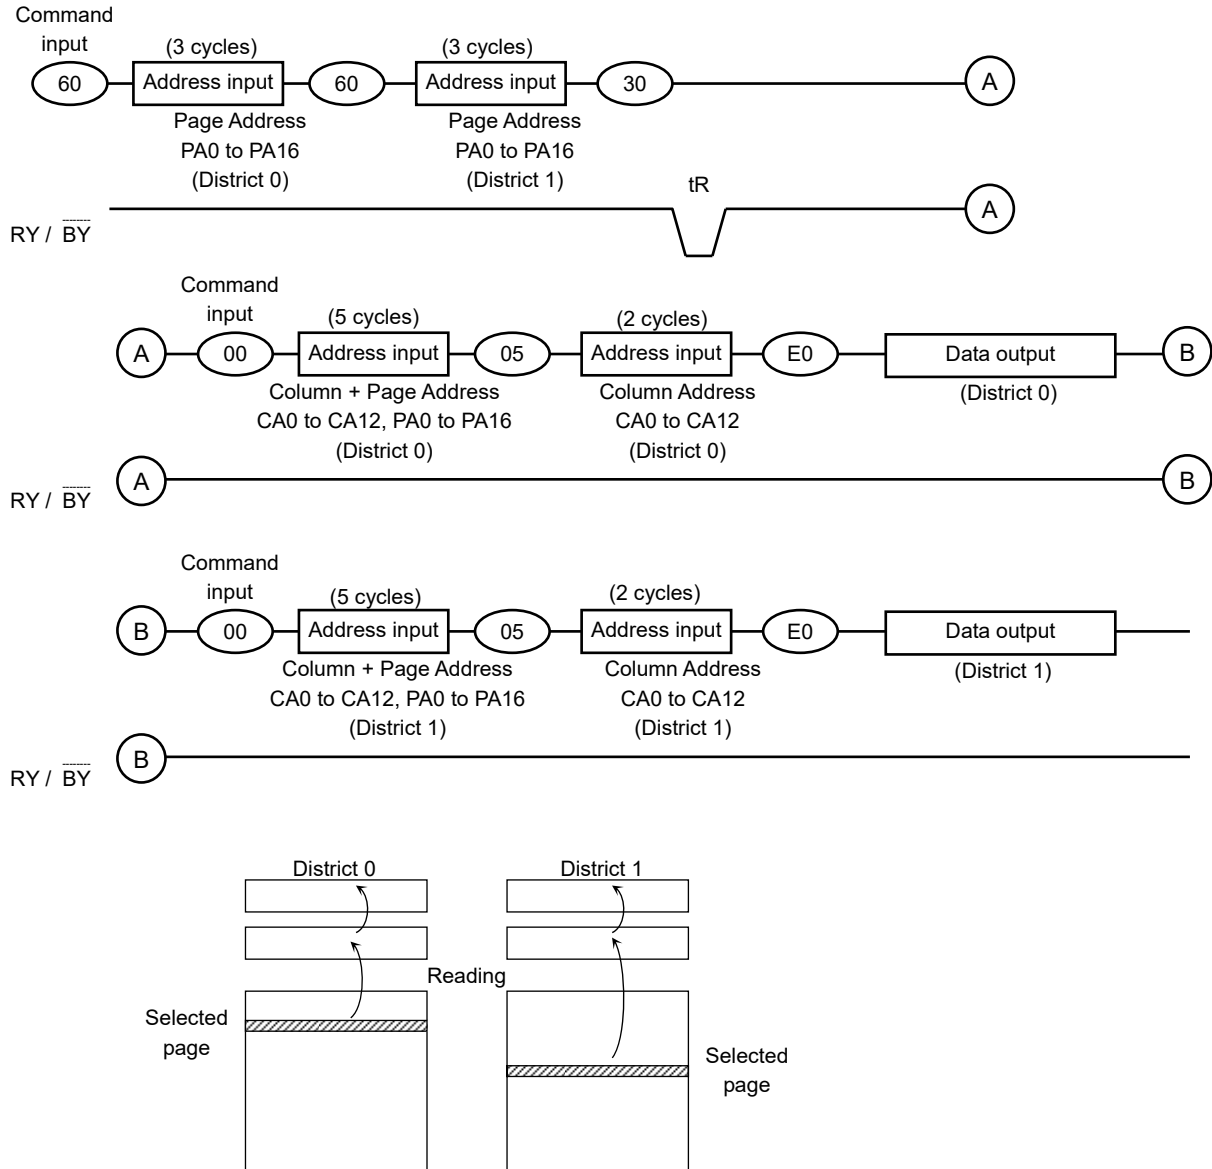 Command
input
(3 cycles)
(3 cycles)
60
Address input
60
Address input
30
A
Page Address
PA0 to PA16
(District 0)
Page Address
PA0 to PA16
(District 1)
tR
A
RY / BY
Command
input
(5 cycles)
(2 cycles)
A
00
Address input
05
Address input
E0
Data output
B
Column + Page Address
CA0 to CA12, PA0 to PA16
(District 0)
Column Address
CA0 to CA12
(District 0)
(District 0)
A
B
RY / BY
Command
input
(5 cycles)
(2 cycles)
B
00
Address input
05
Address input
E0
Data output
Column + Page Address
CA0 to CA12, PA0 to PA16
(District 1)
Column Address
CA0 to CA12
(District 1)
(District 1)
B
RY / BY
District 0
District 1
Reading
Selected
page
Selected
page